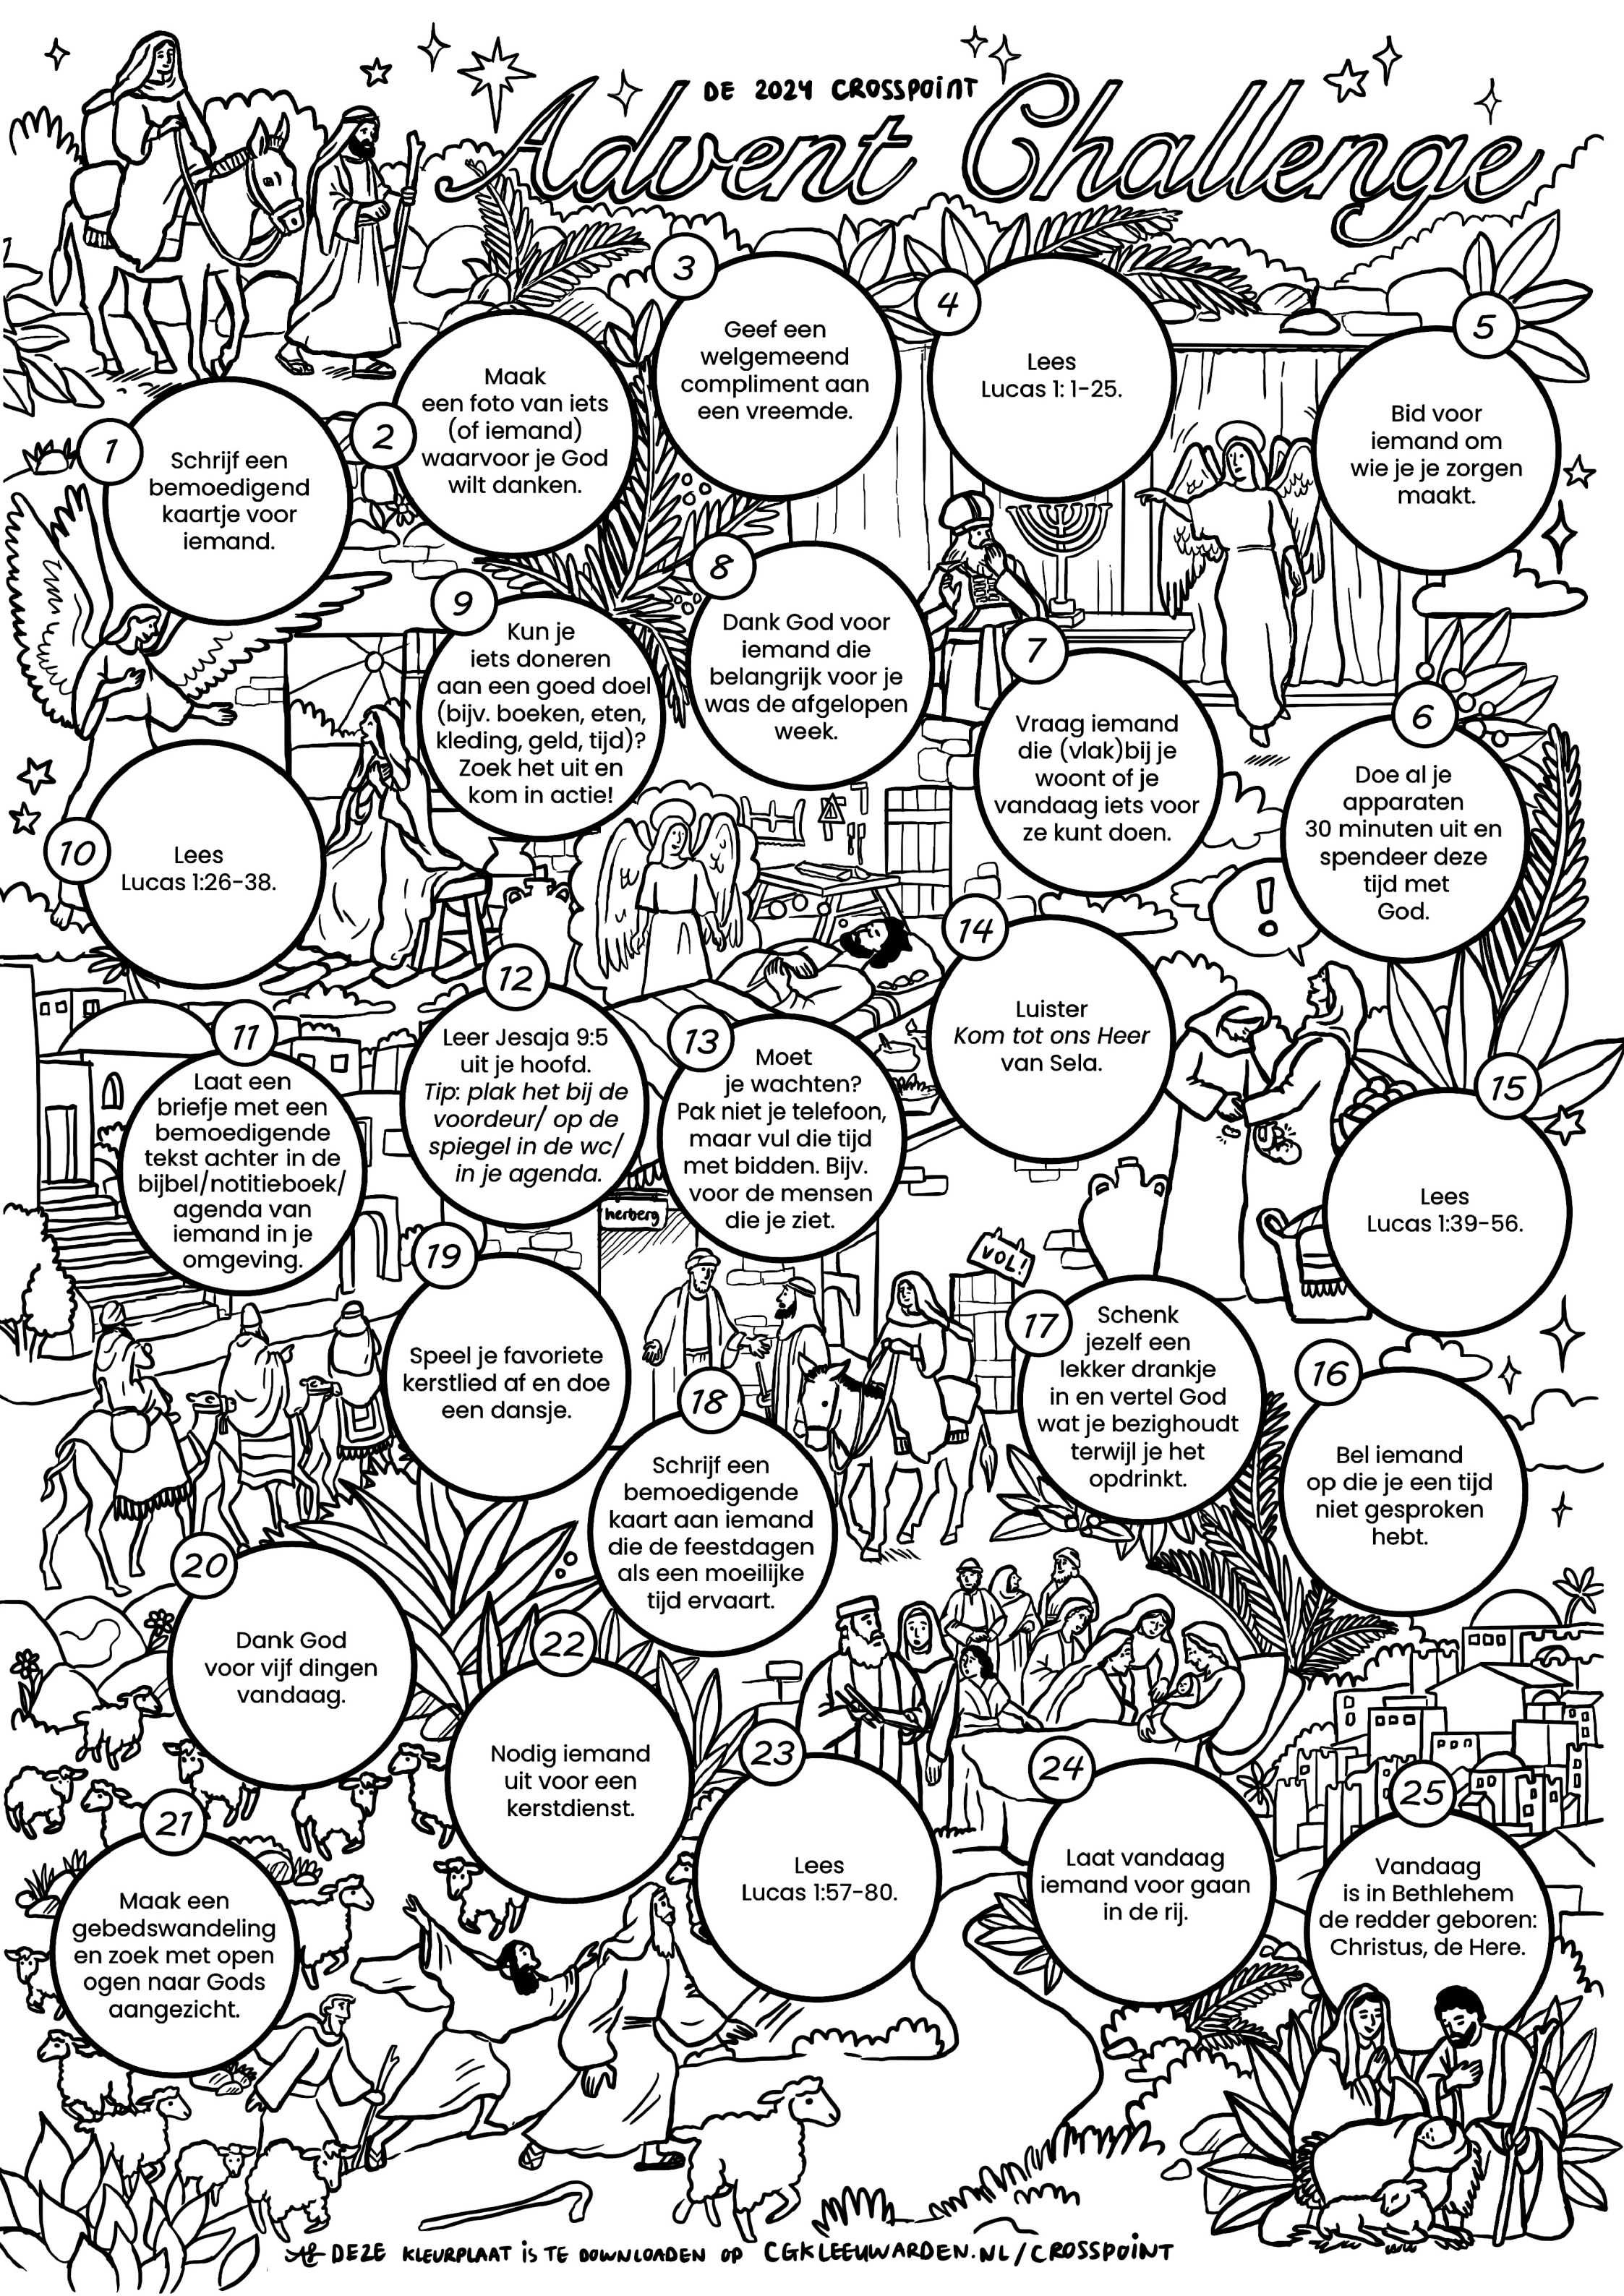 DE 2024 CROSSPOINT
Advent Challenge
1
Schrijf een
bemoedigend
kaartje voor
iemand.
2
Maak
een foto van iets
(of iemand)
waarvoor je God
wilt danken.
3
Geef een
welgemeend
compliment aan
een vreemde.
4
Lees
Lucas 1: 1-25.
5
Bid voor
iemand om
wie je je zorgen
maakt.
6
Doe al je
apparaten
30 minuten uit en
spendeer deze
tijd met
God.
7
Vraag iemand
die (vlak)bij je
woont of je
vandaag iets voor
ze kunt doen.
8
Dank God voor
iemand die
belangrijk voor je
was de afgelopen
week.
9
Kun je
iets doneren
aan een goed doel
(bijv. boeken, eten,
kleding, geld, tijd)?
Zoek het uit en
kom in actie!
10
Lees
Lucas 1:26-38.
!
11
Laat een
briefje met een
bemoedigende
tekst achter in de
bijbel/notitieboek/
agenda van
iemand in je
omgeving.
12
Leer Jesaja 9:5
uit je hoofd.
Tip: plak het bij de
voordeur/ op de
spiegel in de wc/
in je agenda.
13
Moet
je wachten?
Pak niet je telefoon,
maar vul die tijd
met bidden. Bijv.
voor de mensen
die je ziet.
14
Luister
Kom tot ons Heer
van Sela.
15
Lees
Lucas 1:39-56.
herberg
VOL!
16
Bel iemand
op die je een tijd
niet gesproken
hebt.
17
Schenk
jezelf een
lekker drankje
in en vertel God
wat je bezighoudt
terwijl je het
opdrinkt.
18
Schrijf een
bemoedigende
kaart aan iemand
die de feestdagen
als een moeilijke
tijd ervaart.
19
Speel je favoriete
kerstlied af en doe
een dansje.
20
Dank God
voor vijf dingen
vandaag.
21
Maak een
gebedswandeling
en zoek met open
ogen naar Gods
aangezicht.
22
Nodig iemand
uit voor een
kerstdienst.
23
Lees
Lucas 1:57-80.
24
Laat vandaag
iemand voor gaan
in de rij.
25
Vandaag
is in Bethlehem
de redder geboren:
Christus, de Here.
DEZE KLEURPLAAT IS TE DOWNLOADEN OP CGKLEEUWARDEN.NL/CROSSPOINT